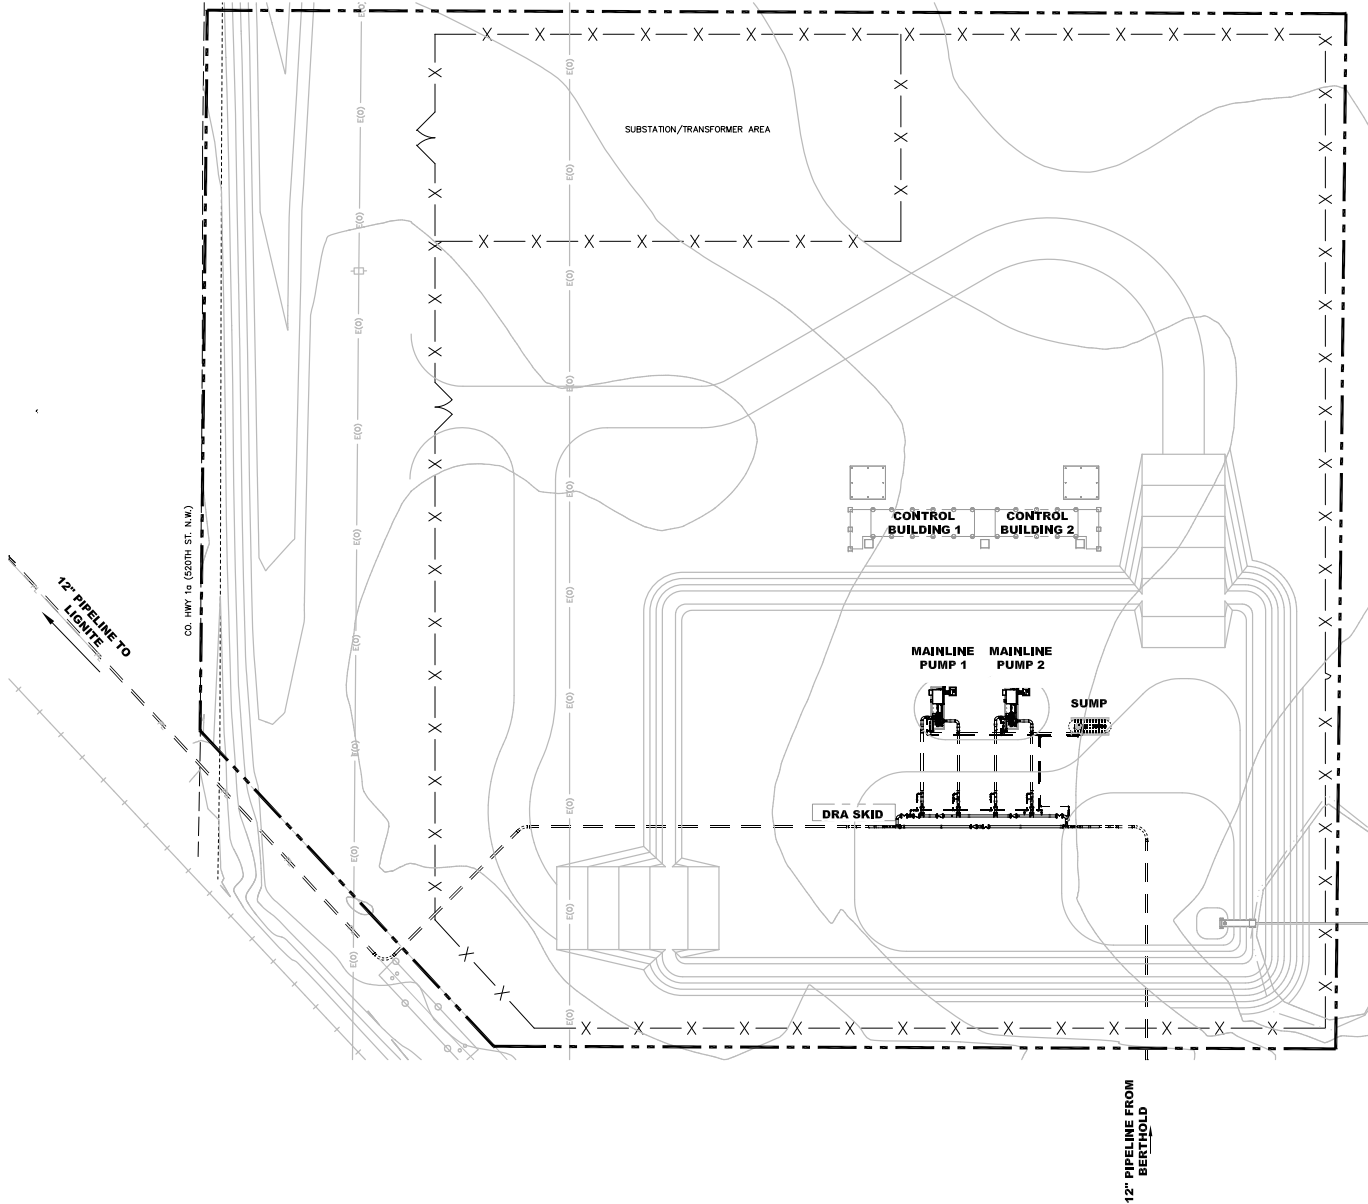 E(O)
E(O)
SUBSTATION/TRANSFORMER AREA
E(O)
E(O)
E(O)
E(O)
E(O)
E(O)
E(O)
E(O)
CONTROL
BUILDING 1
CONTROL
BUILDING 2
CO. HWY 1a (520TH ST. N.W.)
E(O)
E(O)
12" PIPELINE TO
LIGNITE
E(O)
MAINLINE
PUMP 1
MAINLINE
PUMP 2
SUMP
E(O)
E(O)
E(O)
DRA SKID
E(O)
E(O)
E(O)
E(O)
12" PIPELINE FROM
BERTHOLD